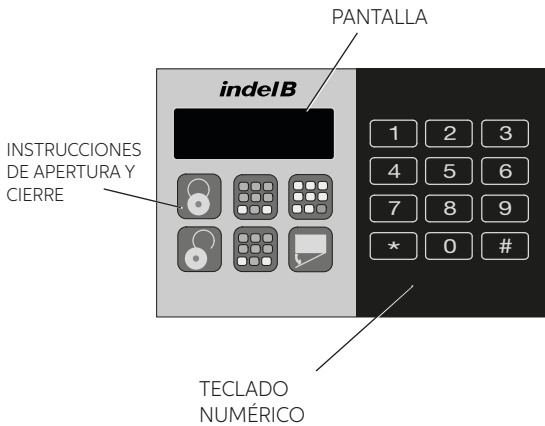 PANTALLA
indelB
INSTRUCCIONES
DE APERTURA Y
CIERRE
1 2 3
4 5 6
7 8 9
* 0 #
TECLADO
NUMÉRICO